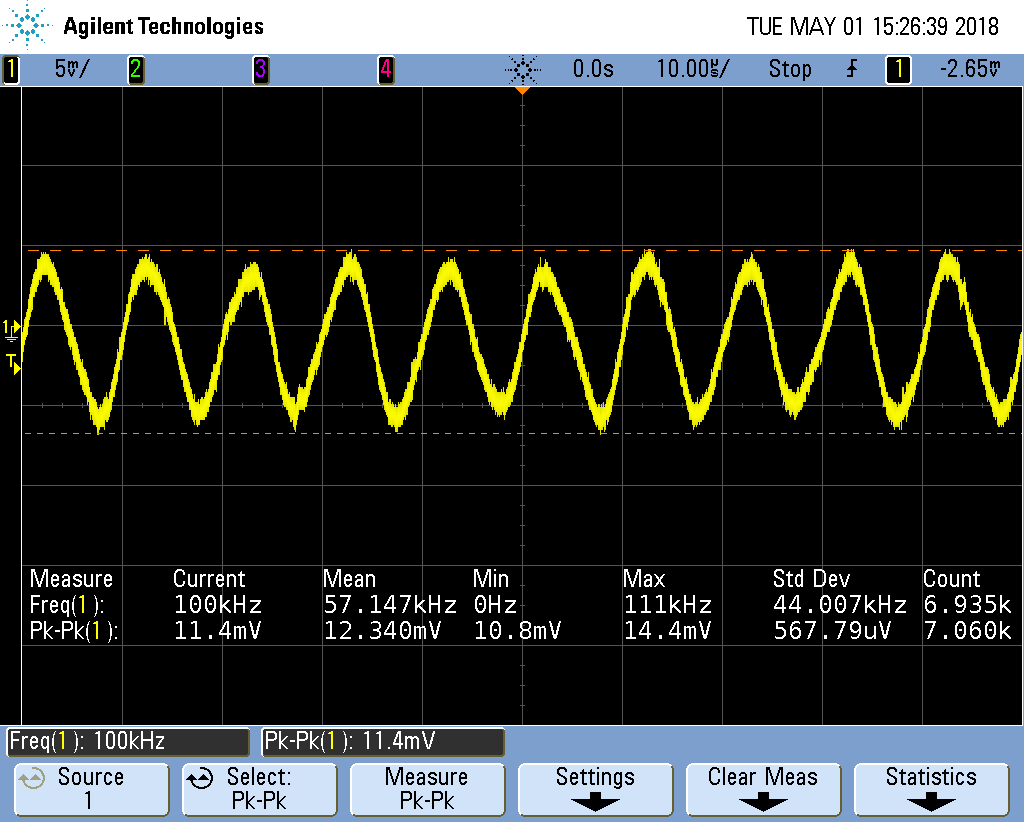 Agilent Technologies TUE MAY 01 15:26:39 2018
1 5mV/ 2 3 4 0.0s 10.00µs/ Stop 1 -2.65mV
1
T
Measure Current Mean Min Max Std Dev Count
Freq(1): 100kHz 57.147kHz 0Hz 111kHz 44.007kHz 6.935k
Pk-Pk(1): 11.4mV 12.340mV 10.8mV 14.4mV 567.79uV 7.060k
Freq(1): 100kHz Pk-Pk(1): 11.4mV
Source Select: Measure Settings Clear Meas Statistics
1 Pk-Pk Pk-Pk